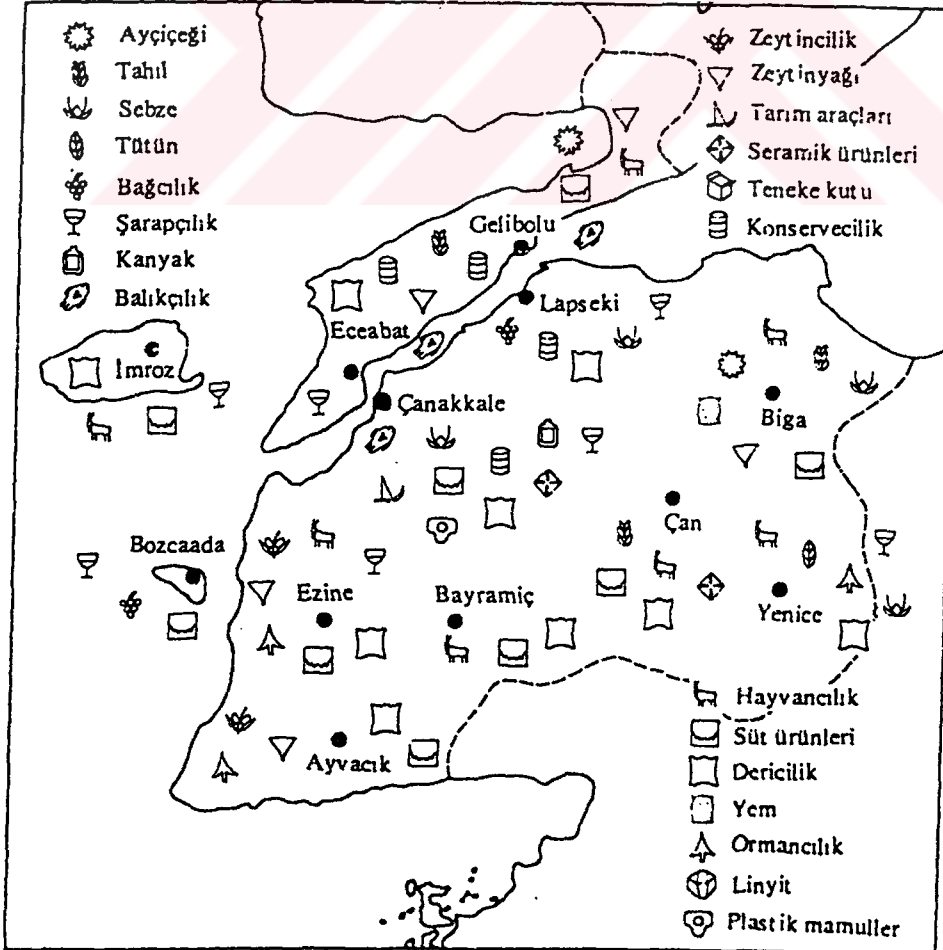 Ayçiçeği
Tahıl
Sebze
Tütün
Bağcılık
Şarapçılık
Kanyak
Balıkçılık
Zeytincilik
Zeytinyağı
Tarım araçları
Seramik ürünleri
Teneke kutu
Konservecilik
Gelibolu
Lapseki
Eceabat
İmroz
Çanakkale
Biga
Çan
Bozcaada
Ezine
Bayramiç
Yenice
Ayvacık
Hayvancılık
Süt ürünleri
Dericilik
Yem
Ormancılık
Linyit
Plastik mamuller